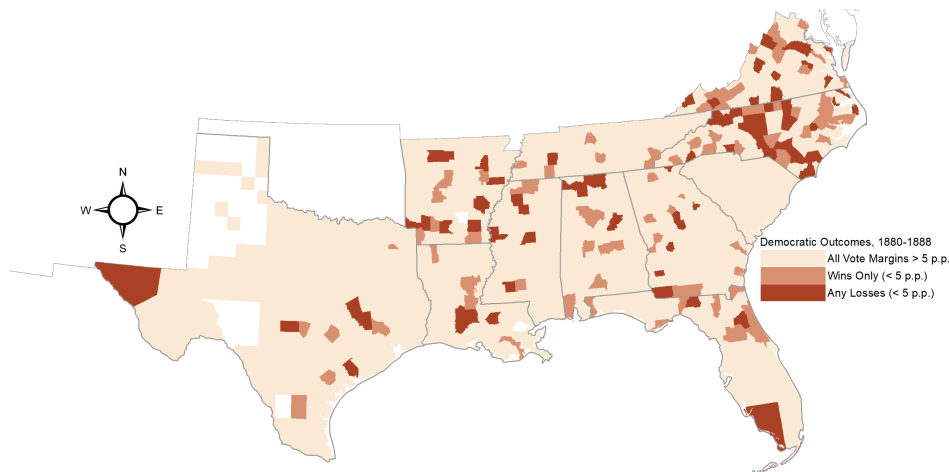 N
W E
S
Democratic Outcomes, 1880-1888
All Vote Margins > 5 p.p.
Wins Only (< 5 p.p.)
Any Losses (< 5 p.p.)